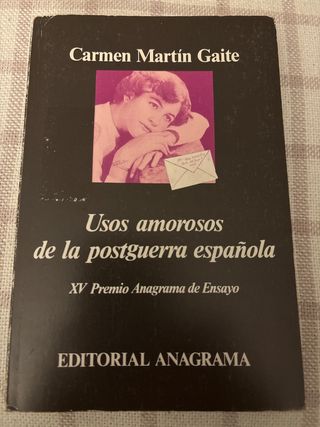 Carmen Martín Gaite
Usos amorosos
de la postguerra española
XV Premio Anagrama de Ensayo
EDITORIAL ANAGRAMA